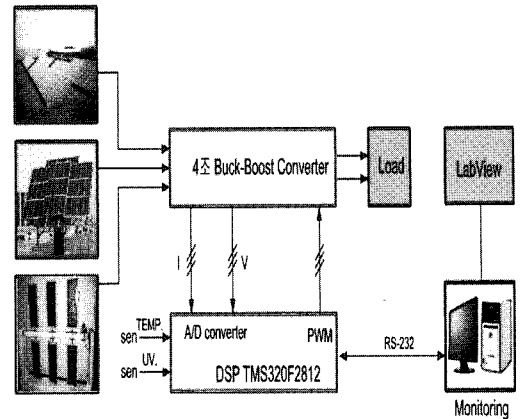 4조 Buck-Boost Converter
Load
LabView
I
V
TEMP.
sen
UV.
sen
A/D converter
PWM
DSP TMS320F2812
RS-232
Monitoring